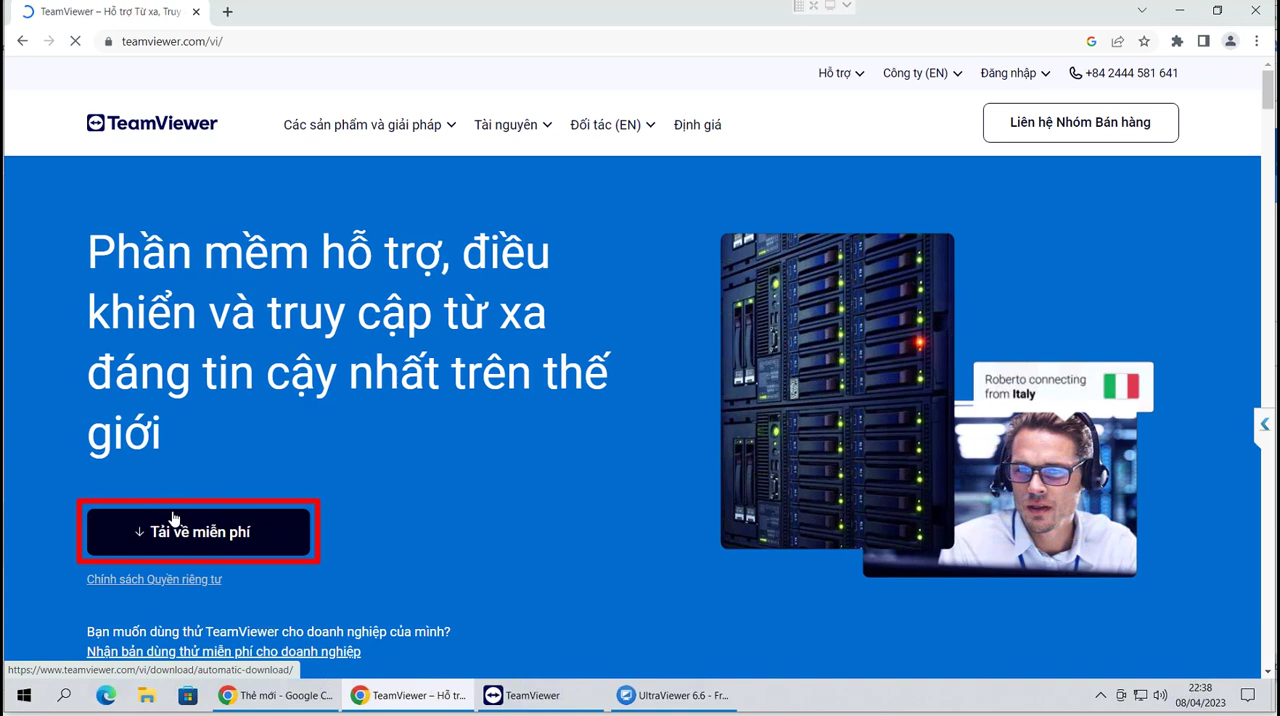 TeamViewer – Hỗ trợ Từ xa, Truy
teamviewer.com/vi/
Hỗ trợ
Công ty (EN)
Đăng nhập
+84 2444 581 641
TeamViewer
Các sản phẩm và giải pháp
Tài nguyên
Đối tác (EN)
Định giá
Liên hệ Nhóm Bán hàng
Phần mềm hỗ trợ, điều
khiển và truy cập từ xa
đáng tin cậy nhất trên thế
giới
Roberto connecting
from Italy
Tải về miễn phí
Chính sách Quyền riêng tư
Bạn muốn dùng thử TeamViewer cho doanh nghiệp của mình?
Nhận bản dùng thử miễn phí cho doanh nghiệp
https://www.teamviewer.com/vi/download/automatic-download/
Thẻ mới - Google C...
TeamViewer – Hỗ tr...
TeamViewer
UltraViewer 6.6 - Fr...
22:38
08/04/2023